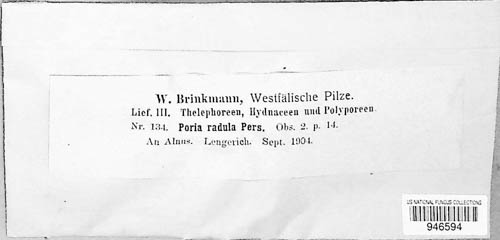 W. Brinkmann, Westfälische Pilze.
Lief. III. Thelephoreen, Hydnaceen und Polyporeen.
Nr. 134. Poria radula Pers. Obs. 2. p. 14.
An Alnus. Lengerich. Sept. 1904.
US NATIONAL FUNGUS COLLECTIONS
946594